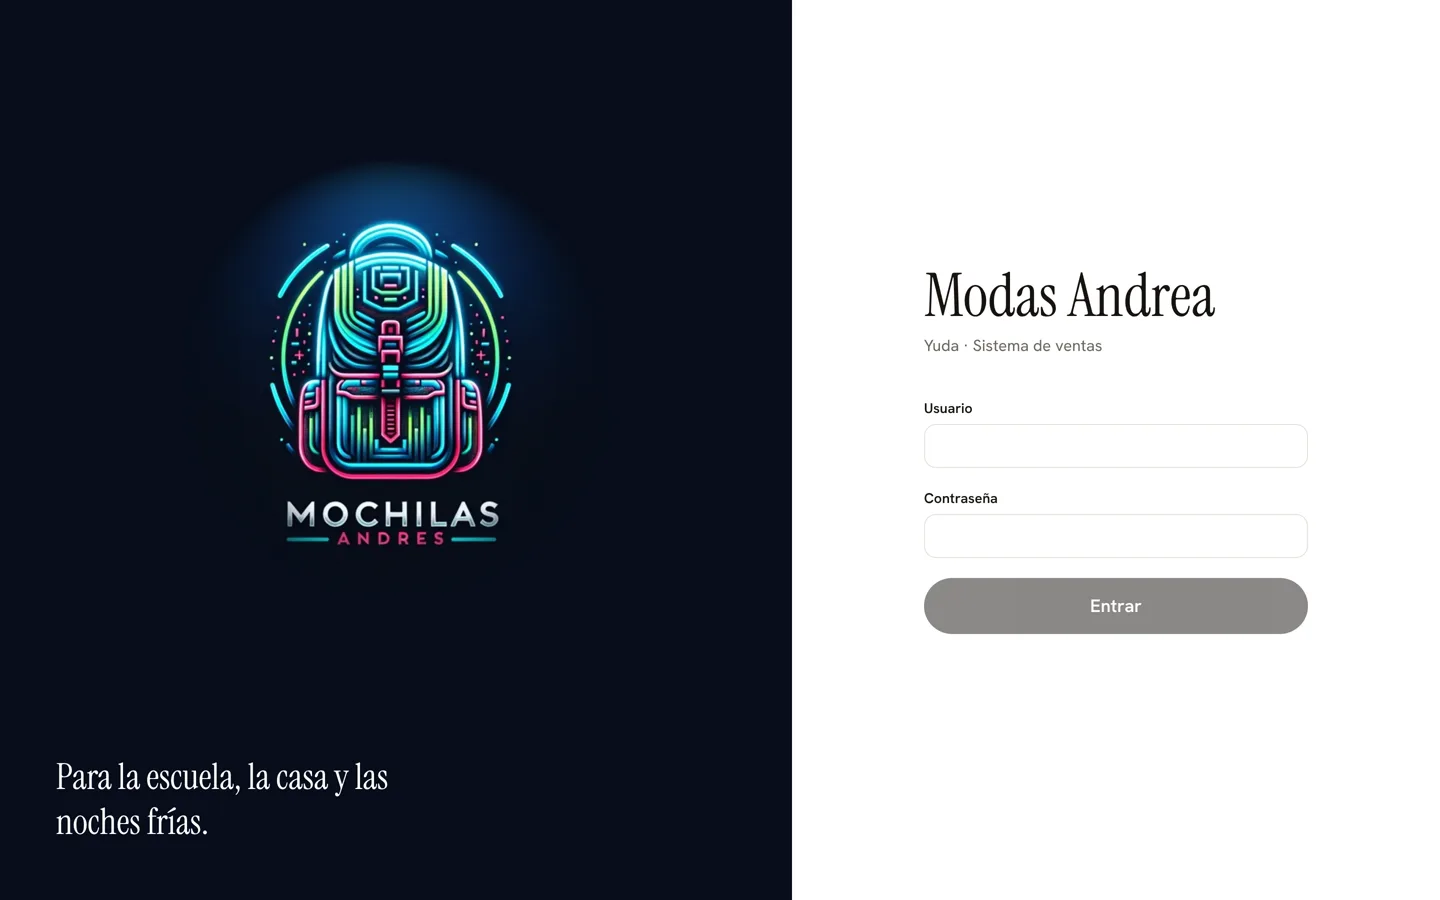 MOCHILAS
ANDRES
Para la escuela, la casa y las
noches frías.
Modas Andrea
Yuda · Sistema de ventas
Usuario
Contraseña
Entrar